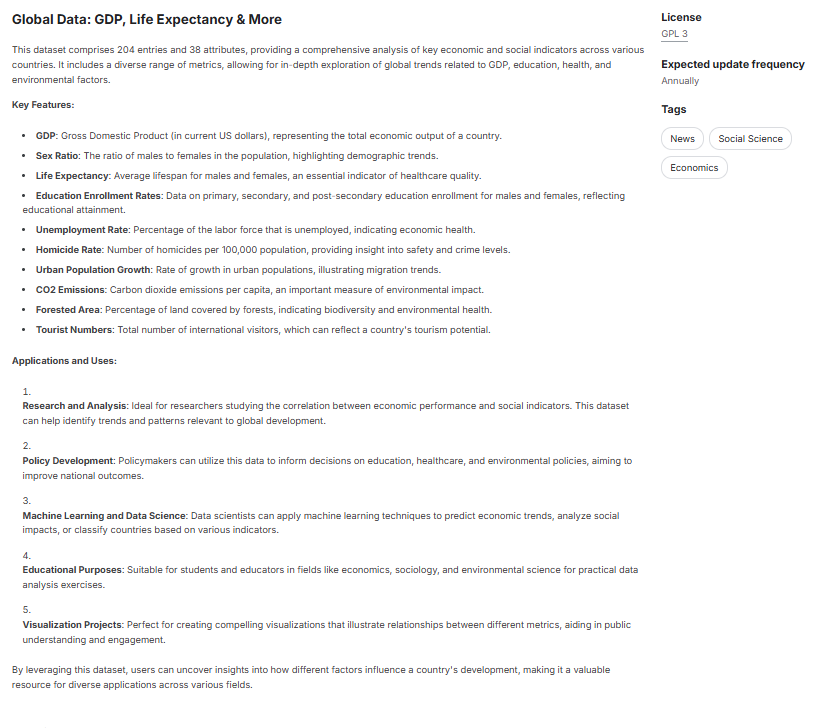 Global Data: GDP, Life Expectancy & More
This dataset comprises 204 entries and 38 attributes, providing a comprehensive analysis of key economic and social indicators across various
countries. It includes a diverse range of metrics, allowing for in-depth exploration of global trends related to GDP, education, health, and
environmental factors.
Key Features:
• GDP: Gross Domestic Product (in current US dollars), representing the total economic output of a country.
• Sex Ratio: The ratio of males to females in the population, highlighting demographic trends.
• Life Expectancy: Average lifespan for males and females, an essential indicator of healthcare quality.
• Education Enrollment Rates: Data on primary, secondary, and post-secondary education enrollment for males and females, reflecting
educational attainment.
• Unemployment Rate: Percentage of the labor force that is unemployed, indicating economic health.
• Homicide Rate: Number of homicides per 100,000 population, providing insight into safety and crime levels.
• Urban Population Growth: Rate of growth in urban populations, illustrating migration trends.
• CO2 Emissions: Carbon dioxide emissions per capita, an important measure of environmental impact.
• Forested Area: Percentage of land covered by forests, indicating biodiversity and environmental health.
• Tourist Numbers: Total number of international visitors, which can reflect a country's tourism potential.
Applications and Uses:
1.
Research and Analysis: Ideal for researchers studying the correlation between economic performance and social indicators. This dataset
can help identify trends and patterns relevant to global development.
2.
Policy Development: Policymakers can utilize this data to inform decisions on education, healthcare, and environmental policies, aiming to
improve national outcomes.
3.
Machine Learning and Data Science: Data scientists can apply machine learning techniques to predict economic trends, analyze social
impacts, or classify countries based on various indicators.
4.
Educational Purposes: Suitable for students and educators in fields like economics, sociology, and environmental science for practical data
analysis exercises.
5.
Visualization Projects: Perfect for creating compelling visualizations that illustrate relationships between different metrics, aiding in public
understanding and engagement.
By leveraging this dataset, users can uncover insights into how different factors influence a country's development, making it a valuable
resource for diverse applications across various fields.
License
GPL 3
Expected update frequency
Annually
Tags
News
Social Science
Economics